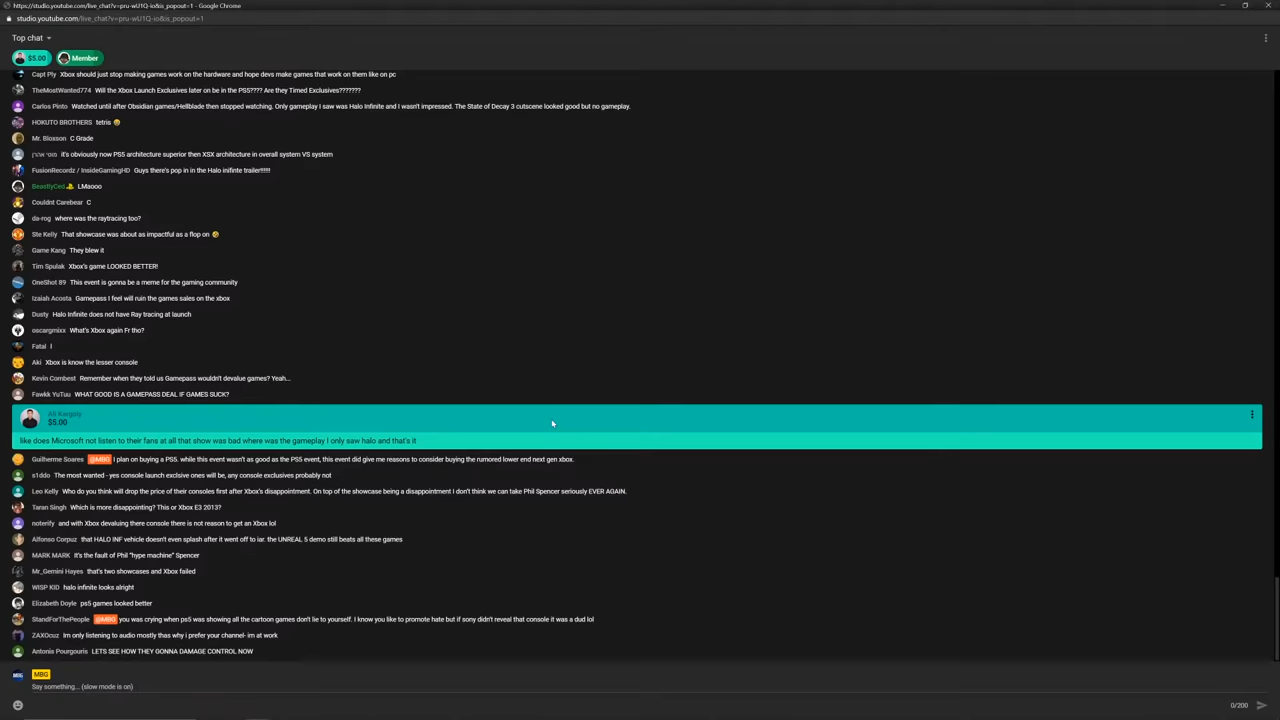 https://studio.youtube.com/live_chat?v=pru-wU1Q-io&is_popout=1 - Google Chrome
studio.youtube.com/live_chat?v=pru-wU1Q-io&is_popout=1
Top chat
$5.00 Member
Capt Ply Xbox should just stop making games work on the hardware and hope devs make games that work on them like on pc
TheMostWanted774 Will the Xbox Launch Exclusives later on be in the PS5???? Are they Timed Exclusives???????
Carlos Pinto Watched until after Obsidian games/Hellblade then stopped watching. Only gameplay I saw was Halo Infinite and I wasn't impressed. The State of Decay 3 cutscene looked good but no gameplay.
HOKUTO BROTHERS tetris
Mr. Bloxson C Grade
מוטי אהרון it's obviously now PS5 architecture superior then XSX architecture in overall system VS system
FusionRecordz / InsideGamingHD Guys there's pop in in the Halo inifinte trailer!!!!!!
BeastlyCed LMaooo
Couldnt Carebear C
da-rog where was the raytracing too?
Ste Kelly That showcase was about as impactful as a flop on
Game Kang They blew it
Tim Spulak Xbox's game LOOKED BETTER!
OneShot 89 This event is gonna be a meme for the gaming community
Izaiah Acosta Gamepass I feel will ruin the games sales on the xbox
Dusty Halo Infinite does not have Ray tracing at launch
oscargmixx What's Xbox again Fr tho?
Fatal I
Aki Xbox is know the lesser console
Kevin Combest Remember when they told us Gamepass wouldn't devalue games? Yeah...
Fawkk YuTuu WHAT GOOD IS A GAMEPASS DEAL IF GAMES SUCK?
Ali
$5.00
like does Microsoft not listen to their fans at all that show was bad where was the gameplay I only saw halo and that's it
Guilherme Soares @MBG I plan on buying a PS5. while this event wasn't as good as the PS5 event, this event did give me reasons to consider buying the rumored lower end next gen xbox.
s1ddo The most wanted - yes console launch exclsive ones will be, any console exclusives probably not
Leo Kelly Who do you think will drop the price of their consoles first after Xbox's disappointment. On top of the showcase being a disappointment I don't think we can take Phil Spencer seriously EVER AGAIN.
Taran Singh Which is more disappointing? This or Xbox E3 2013?
noterify and with Xbox devaluing there console there is not reason to get an Xbox lol
Alfonso Corpuz that HALO INF vehicle doesn't even splash after it went off to iar. the UNREAL 5 demo still beats all these games
MARK MARK It's the fault of Phil "hype machine" Spencer
Mr_Gemini Hayes that's two showcases and Xbox failed
WISP KID halo infinite looks alright
Elizabeth Doyle ps5 games looked better
StandForThePeople @MBG you was crying when ps5 was showing all the cartoon games don't lie to yourself. I know you like to promote hate but if sony didn't reveal that console it was a dud lol
ZAXOcuz Im only listening to audio mostly thas why i prefer your channel- im at work
Antonis Pourgouris LETS SEE HOW THEY GONNA DAMAGE CONTROL NOW
MBG
Say something... (slow mode is on)
0/200